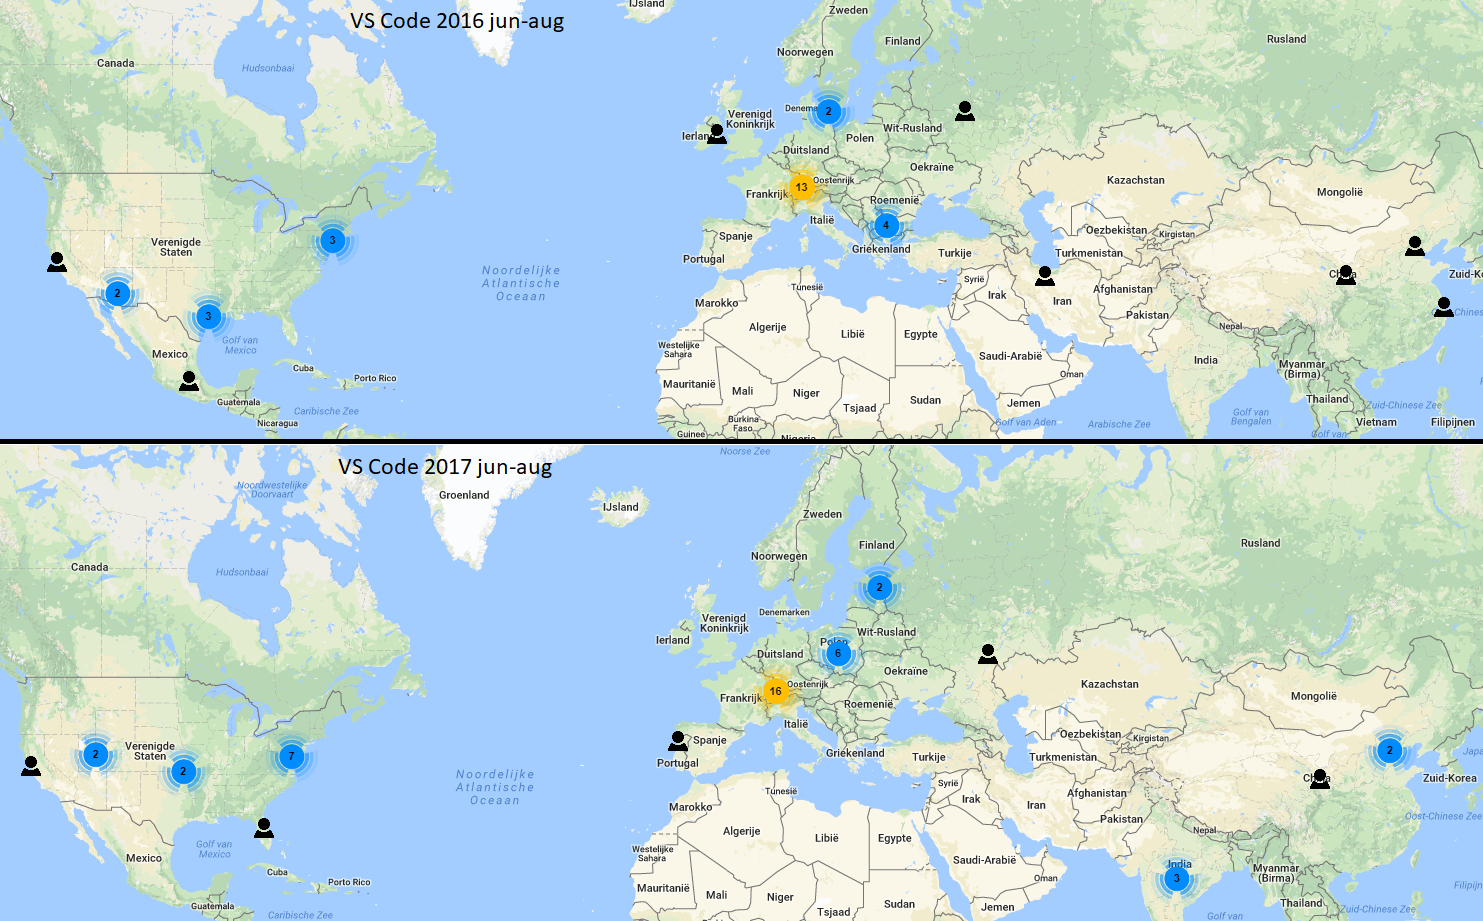 VS Code 2016 jun-aug
IJsland
Zweden
Canada
Hudsonbaai
Noorwegen
Finland
Rusland
Denema
2
Verenigd
Koninkrijk
Ierlan
Wit-Rusland
Polen
Duitsland
Oekraïne
Oostenrijk
13
Frankrijk
Roemenië
Kazachstan
Mongolië
Italië
4
Spanje
Griekenland
Portugal
Turkije
Oezbekistan
Kirgistan
Turkmenistan
3
Verenigde
Staten
2
3
Noordelijke
Atlantische
Oceaan
Golf van
Mexico
Mexico
Cuba
Porto Rico
Guatemala
Caribische Zee
Nicaragua
Marokko
Tunesië
Syrië
Irak
Iran
Afghanistan
Pakistan
Zuid-K
Chines
Algerije
Libië
Egypte
Nepal
Westelijke
Sahara
Saudi-Arabië
India
Myanmar
(Birma)
Mauritanië
Mali
Niger
Tsjaad
Sudan
Oman
Jemen
Thailand
Zuid-Chinese Zee
Burkina
Faso
Guinee
Nigeria
Golf van Aden
Arabische Zee
Golf van
Bengalen
Golf van
Vietnam
Filipijnen
VS Code 2017 jun-aug
Noorse Zee
Noordwestelijke
Doorvaart
Groenland
IJsland
Zweden
Finland
Noorwegen
Rusland
Canada
Hudsonbaai
2
Denemarken
Verenigd
Koninkrijk
Ierland
Polen
6
Wit-Rusland
Duitsland
Oekraïne
Oostenrijk
16
Frankrijk
Roemenië
Kazachstan
Mongolië
Italië
Spanje
Portugal
Griekenland
Turkije
Oezbekistan
Kirgistan
Turkmenistan
2
Japa
Zuid-Korea
2
Verenigde
Staten
2
7
Noordelijke
Atlantische
Oceaan
Golf van
Mexico
Mexico
Cuba
Porto Rico
Guatemala
Caribische Zee
Marokko
Tunesië
Syrië
Irak
Iran
Afghanistan
Pakistan
Oost-Chinese Zee
Algerije
Libië
Egypte
Nepal
Westelijke
Sahara
Saudi-Arabië
India
3
Myanmar
(Birma)
Mauritanië
Mali
Niger
Tsjaad
Sudan
Oman
Jemen
Thailand
Zuid-Chinese Zee
Golf van
Filipijn